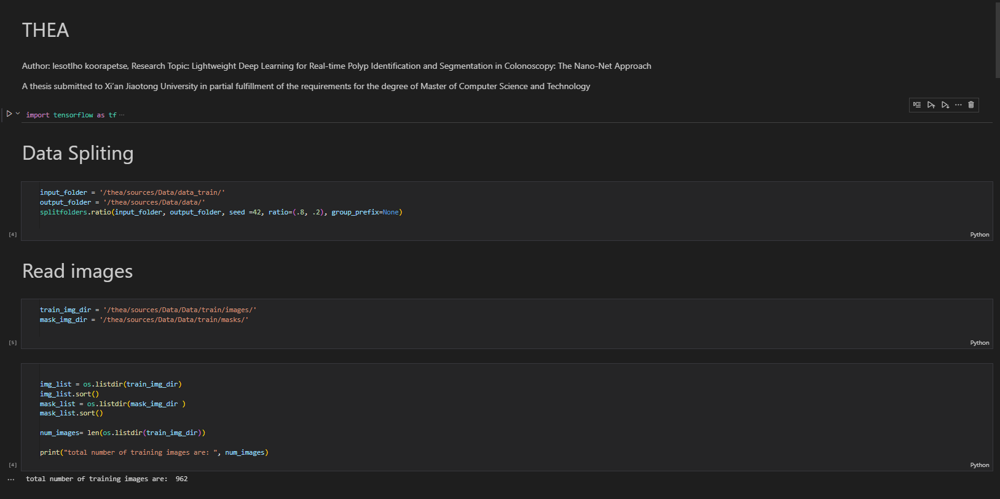 THEA
Author: lesotlho koorapetse, Research Topic: Lightweight Deep Learning for Real-time Polyp Identification and Segmentation in Colonoscopy: The Nano-Net Approach
A thesis submitted to Xi’an Jiaotong University in partial fulfillment of the requirements for the degree of Master of Computer Science and Technology
import tensorflow as tf ···
Data Spliting
input_folder = '/thea/sources/Data/data_train/'
output_folder = '/thea/sources/Data/data/'
splitfolders.ratio(input_folder, output_folder, seed =42, ratio=(.8, .2), group_prefix=None)
[4]
Python
Read images
train_img_dir = '/thea/sources/Data/Data/train/images/'
mask_img_dir = '/thea/sources/Data/Data/train/masks/'
[5]
Python
img_list = os.listdir(train_img_dir)
img_list.sort()
mask_list = os.listdir(mask_img_dir )
mask_list.sort()
num_images= len(os.listdir(train_img_dir))
print("total number of training images are: ", num_images)
[4]
Python
total number of training images are:  962